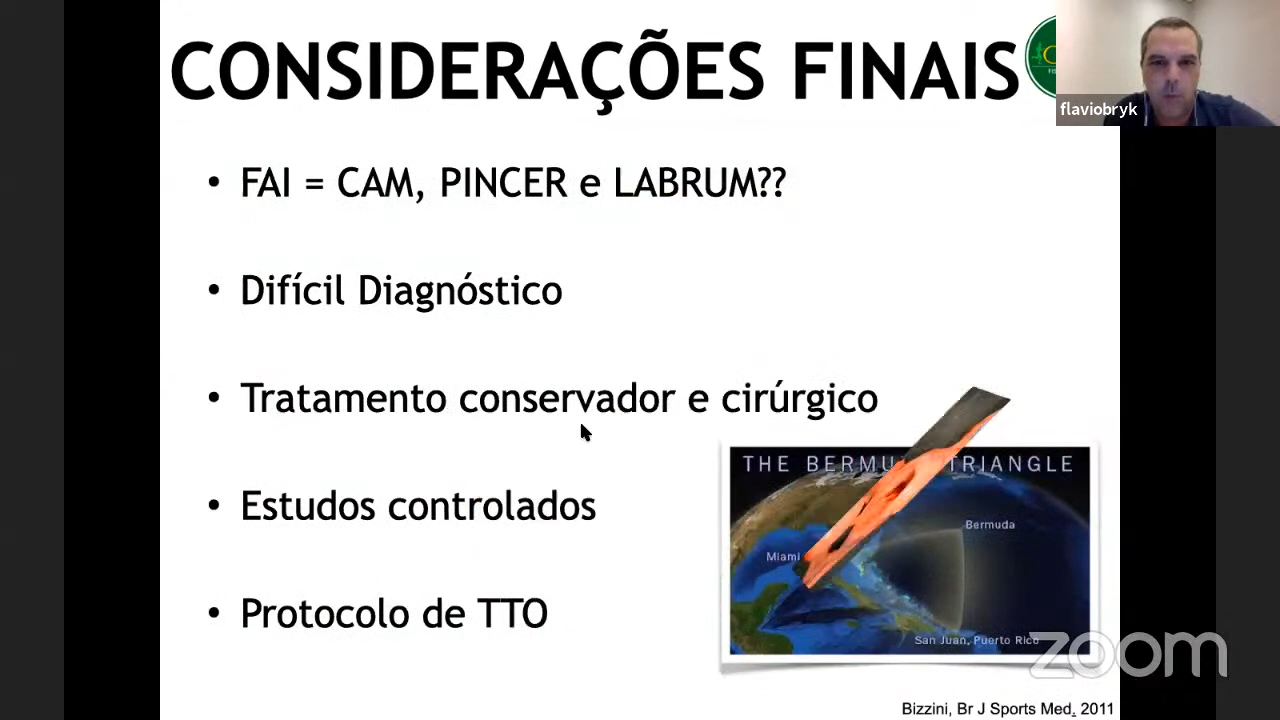 CONSIDERAÇÕES FINAIS
flaviobryk
• FAI = CAM, PINCER e LABRUM??
• Difícil Diagnóstico
• Tratamento conservador e cirúrgico
THE TRIANGLE
• Estudos controlados
Bermuda
Miami
• Protocolo de TTO
San Juan, Puerto Rico
zoom
Bizzini, Br J Sports Med. 2011